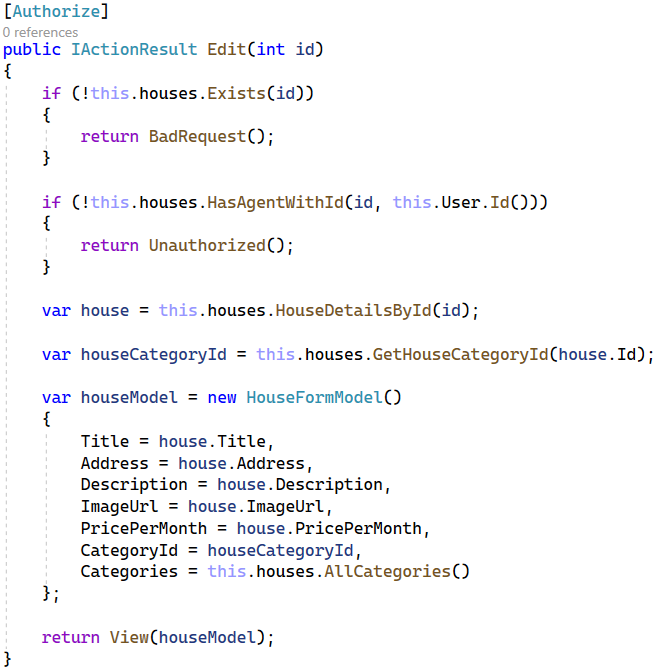 [Authorize]
0 references
public IActionResult Edit(int id)
{
    if (!this.houses.Exists(id))
    {
        return BadRequest();
    }

    if (!this.houses.HasAgentWithId(id, this.User.Id()))
    {
        return Unauthorized();
    }

    var house = this.houses.HouseDetailsById(id);

    var houseCategoryId = this.houses.GetHouseCategoryId(house.Id);

    var houseModel = new HouseFormModel()
    {
        Title = house.Title,
        Address = house.Address,
        Description = house.Description,
        ImageUrl = house.ImageUrl,
        PricePerMonth = house.PricePerMonth,
        CategoryId = houseCategoryId,
        Categories = this.houses.AllCategories()
    };

    return View(houseModel);
}